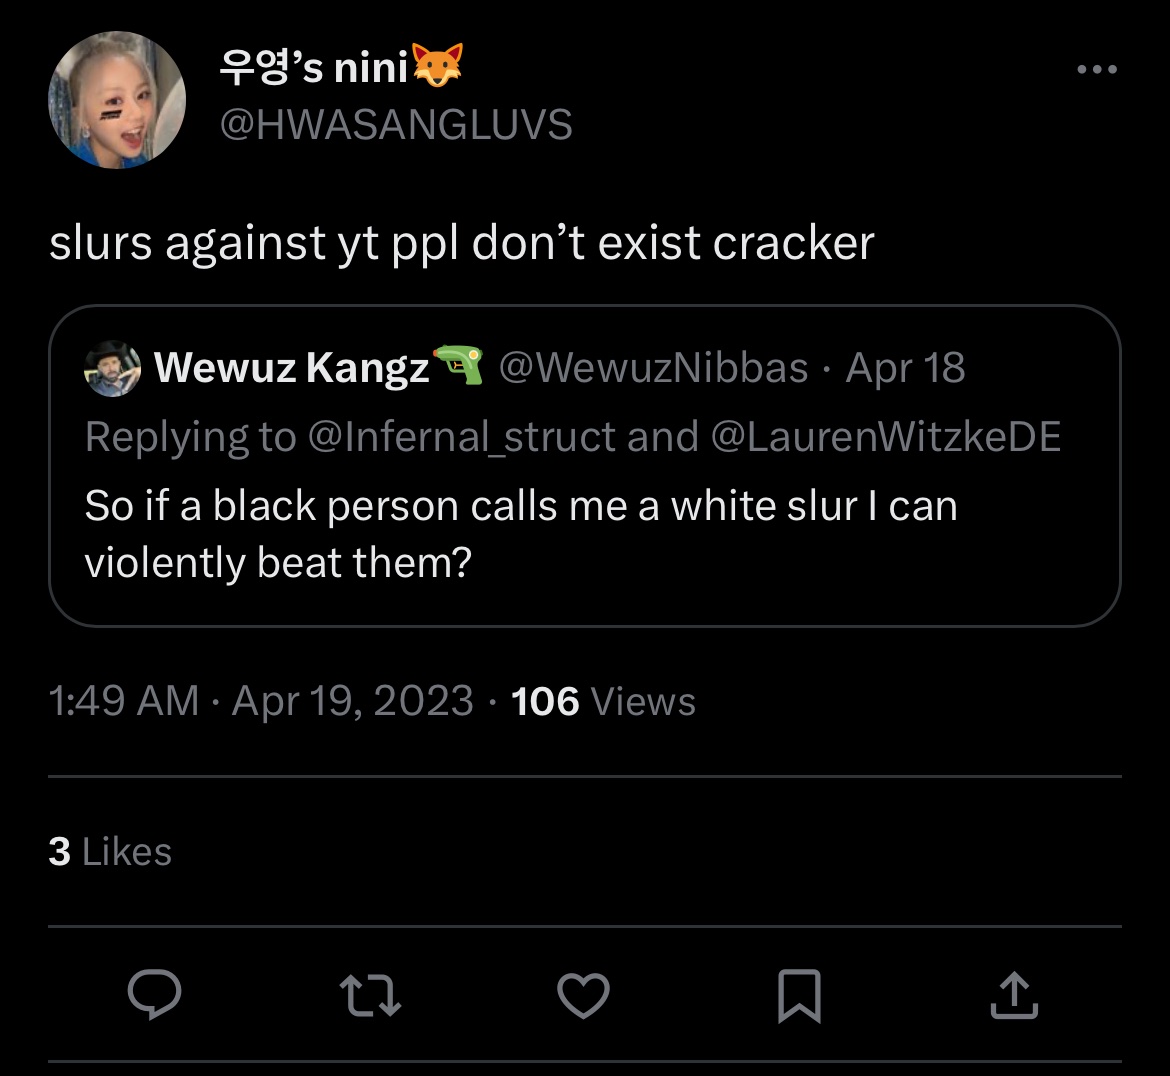 우영’s nini🦊
@HWASANGLUVS
slurs against yt ppl don’t exist cracker
Wewuz Kangz🔫 @WewuzNibbas · Apr 18
Replying to @Infernal_struct and @LaurenWitzkeDE
So if a black person calls me a white slur I can
violently beat them?
1:49 AM · Apr 19, 2023 · 106 Views
3 Likes